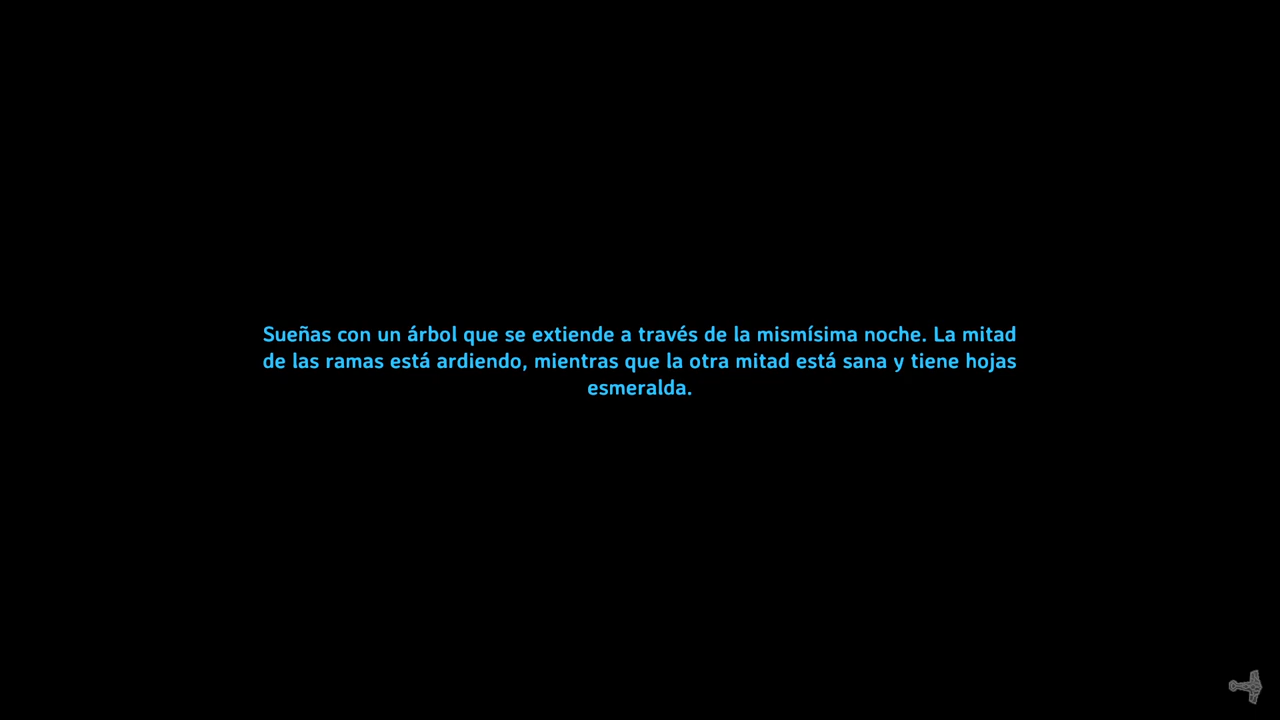 Sueñas con un árbol que se extiende a través de la mismísima noche. La mitad
de las ramas está ardiendo, mientras que la otra mitad está sana y tiene hojas
esmeralda.